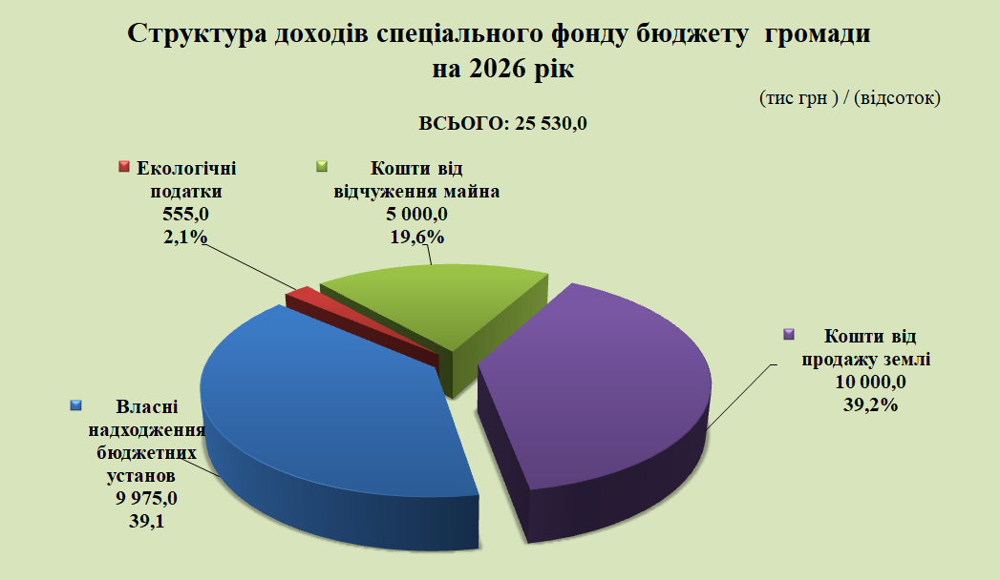 Структура доходів спеціального фонду бюджету громади
на 2026 рік
(тис грн ) / (відсоток)
ВСЬОГО: 25 530,0
Екологічні
податки
555,0
2,1%
Кошти від
відчуження майна
5 000,0
19,6%
Кошти від
продажу землі
10 000,0
39,2%
Власні
надходження
бюджетних
установ
9 975,0
39,1